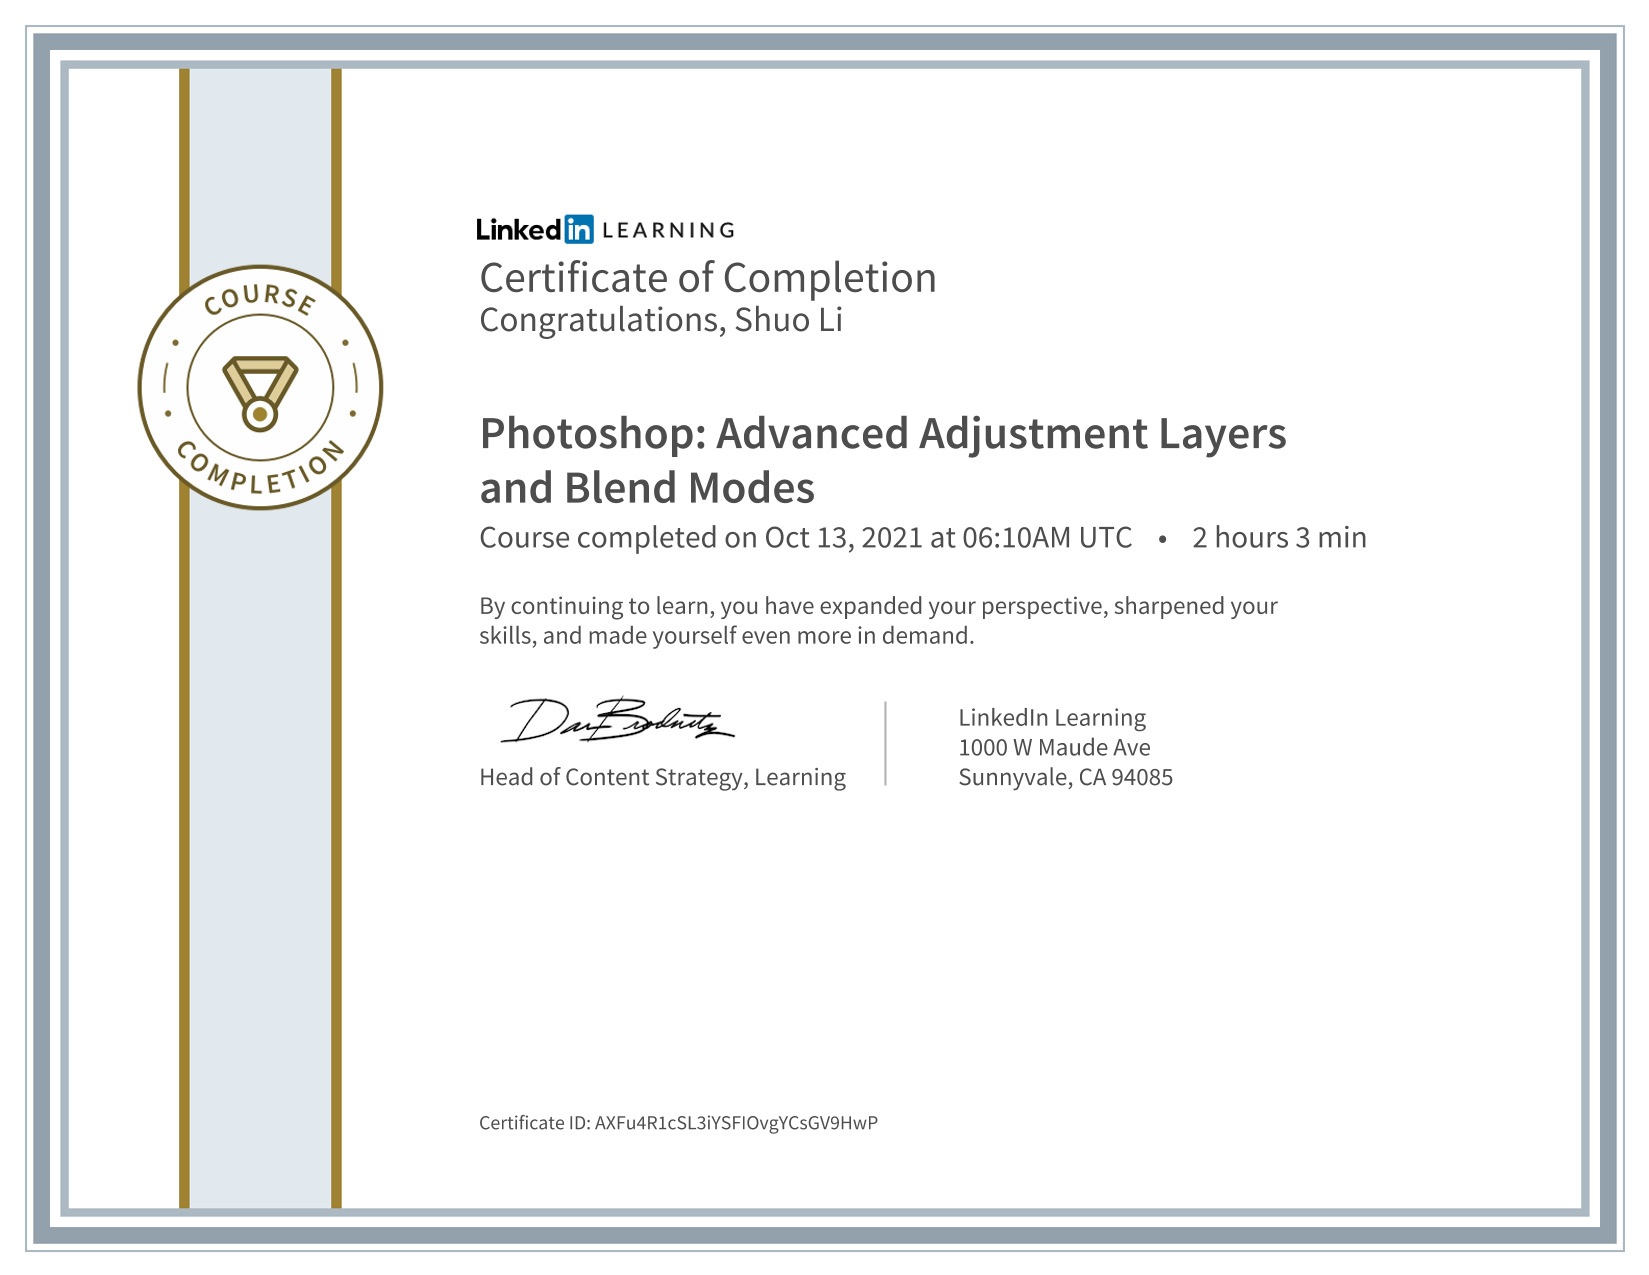 COURSE
COMPLETION
Linkedin LEARNING
Certificate of Completion
Congratulations, Shuo Li
Photoshop: Advanced Adjustment Layers
and Blend Modes
Course completed on Oct 13, 2021 at 06:10AM UTC • 2 hours 3 min
By continuing to learn, you have expanded your perspective, sharpened your
skills, and made yourself even more in demand.
Dan Brodnitz
Head of Content Strategy, Learning
LinkedIn Learning
1000 W Maude Ave
Sunnyvale, CA 94085
Certificate ID: AXFu4R1cSL3iYSFIOvgYCsGV9HwP